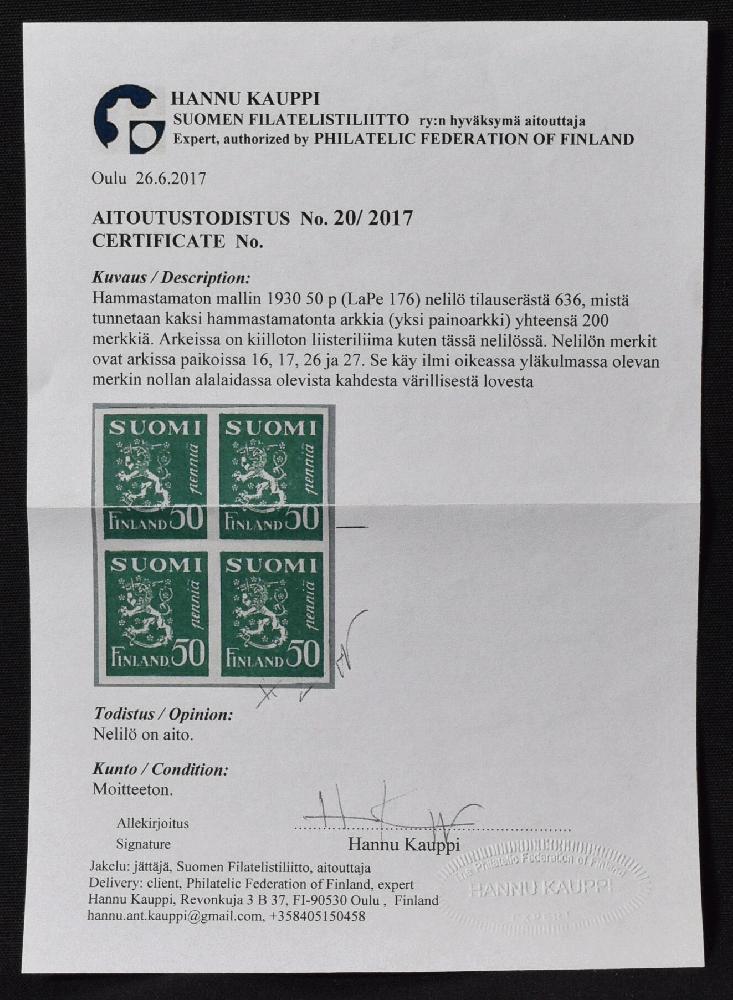 HANNU KAUPPI
SUOMEN FILATELISTILIITTO ry:n hyväksymä aitouttaja
Expert, authorized by PHILATELIC FEDERATION OF FINLAND
Oulu 26.6.2017
AITOUTUSTODISTUS No. 20/ 2017
CERTIFICATE No.
Kuvaus / Description:
Hammastamaton mallin 1930 50 p (LaPe 176) nelilö tilauserästä 636, mistä
tunnetaan kaksi hammastamatonta arkkia (yksi painoarkki) yhteensä 200
merkkiä. Arkeissa on kiilloton liisteriliima kuten tässä nelilössä. Nelilön merkit
ovat arkissa paikoissa 16, 17, 26 ja 27. Se käy ilmi oikeassa yläkulmassa olevan
merkin nollan alalaidassa olevista kahdesta värillisestä lovesta
SUOMI SUOMI
penniä penniä
FINLAND 50 FINLAND 50
SUOMI SUOMI
penniä penniä
FINLAND 50 FINLAND 50
Todistus / Opinion:
Nelilö on aito.
Kunto / Condition:
Moitteeton.
Allekirjoitus
Signature Hannu Kauppi
Jakelu: jättäjä, Suomen Filatelistiliitto, aitouttaja
Delivery: client, Philatelic Federation of Finland, expert
Hannu Kauppi, Revonkuja 3 B 37, FI-90530 Oulu , Finland
hannu.ant.kauppi@gmail.com, +358405150458
The Philatelic Federation of Finland
HANNU KAUPPI
EXPERT